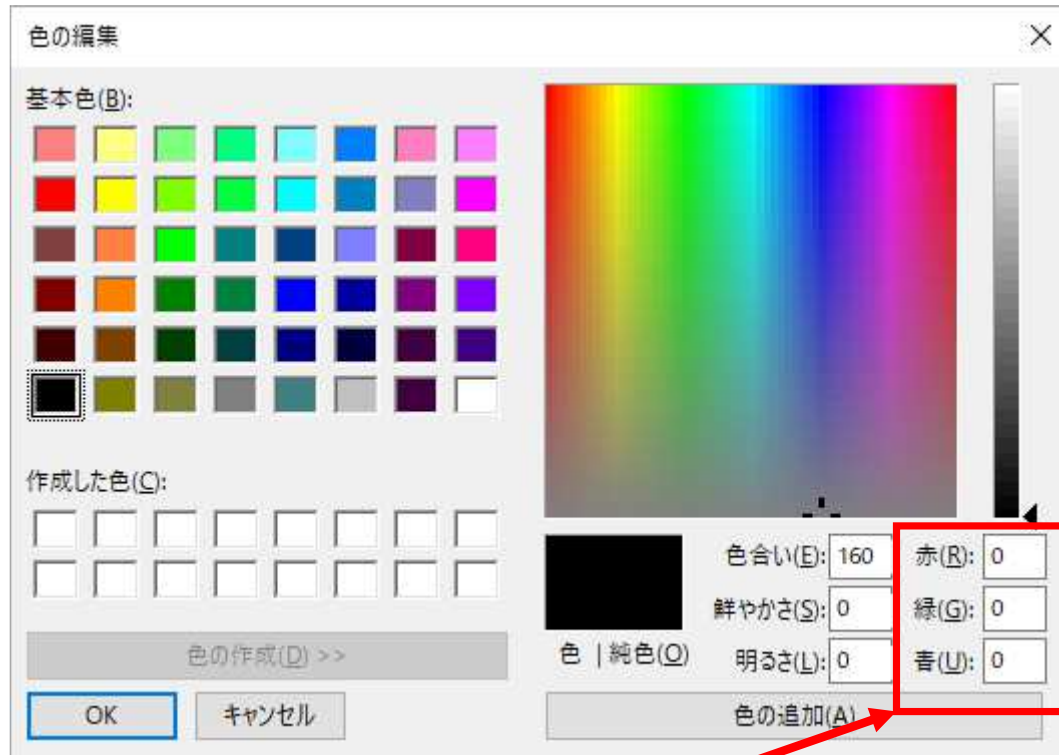 色の編集
基本色(B):
作成した色(C):
色の作成(D) >>
OK
キャンセル
色合い(E): 160
赤(R): 0
鮮やかさ(S): 0
緑(G): 0
色 | 純色(O)
明るさ(L): 0
青(U): 0
色の追加(A)